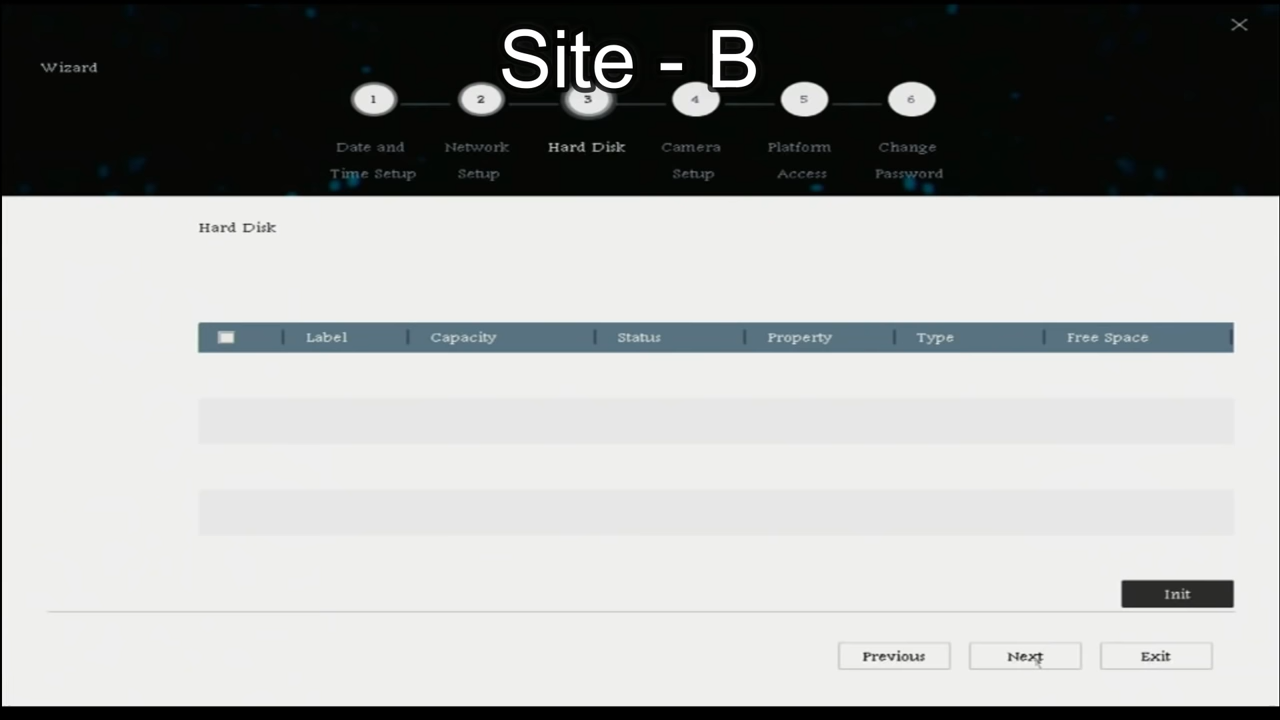 Site - B
Wizard
1 2 3 4 5 6
Date and Time Setup
Network Setup
Hard Disk
Camera Setup
Platform Access
Change Password
Hard Disk
Label Capacity Status Property Type Free Space
Init
Previous Next Exit